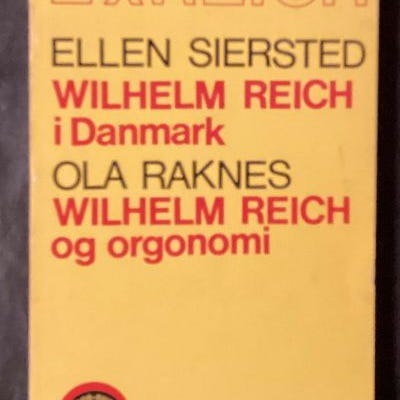 ELLEN SIERSTED
WILHELM REICH
i Danmark
OLA RAKNES
WILHELM REICH
og orgonomi